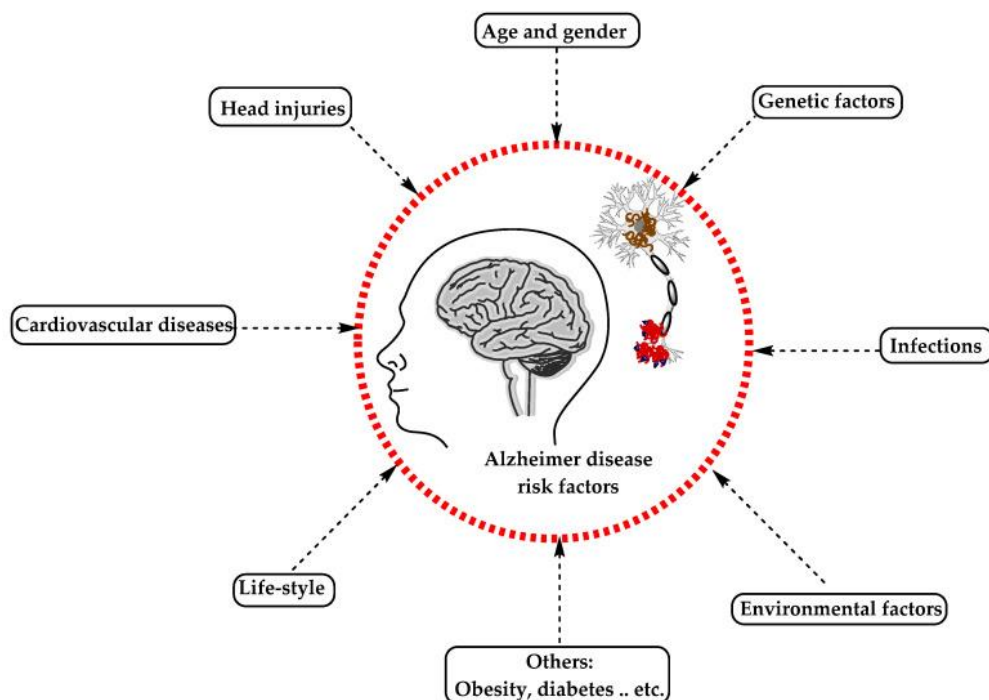 Age and gender
Head injuries
Genetic factors
Cardiovascular diseases
Infections
Alzheimer disease
risk factors
Life-style
Environmental factors
Others:
Obesity, diabetes .. etc.